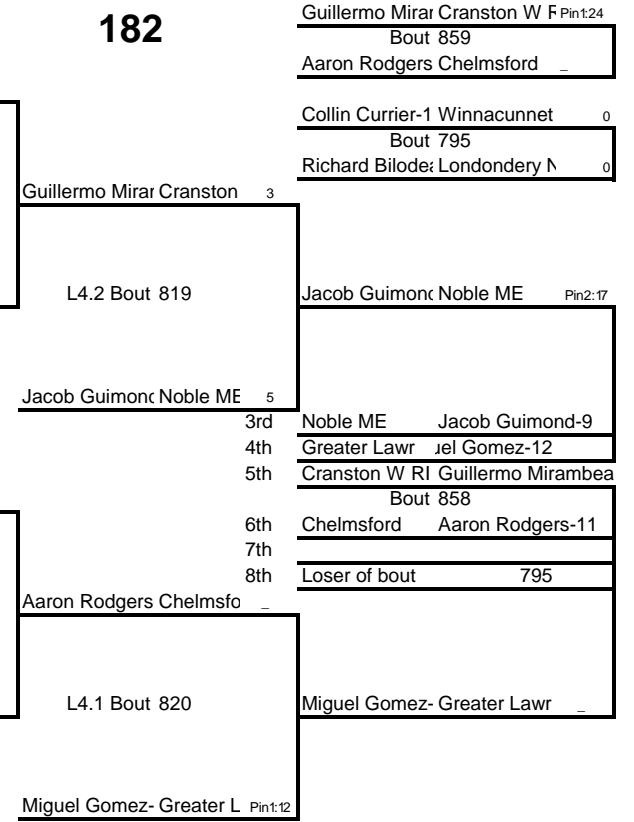 182
Guillermo Mirar Cranston W F Pin1:24
Bout 859
Aaron Rodgers Chelmsford _
Collin Currier-1 Winnacunnet 0
Bout 795
Richard Bilodea Londondery N 0
Guillermo Mirar Cranston 3
L4.2 Bout 819
Jacob Guimond Noble ME Pin2:17
Jacob Guimond Noble ME 5
3rd Noble ME Jacob Guimond-9
4th Greater Lawr uel Gomez-12
5th Cranston W RI Guillermo Mirambea
Bout 858
6th Chelmsford Aaron Rodgers-11
7th
8th Loser of bout 795
Aaron Rodgers Chelmsfo _
L4.1 Bout 820
Miguel Gomez- Greater Lawr _
Miguel Gomez- Greater L Pin1:12